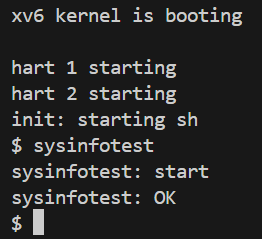 xv6 kernel is booting
hart 1 starting
hart 2 starting
init: starting sh
$ sysinfotest
sysinfotest: start
sysinfotest: OK
$